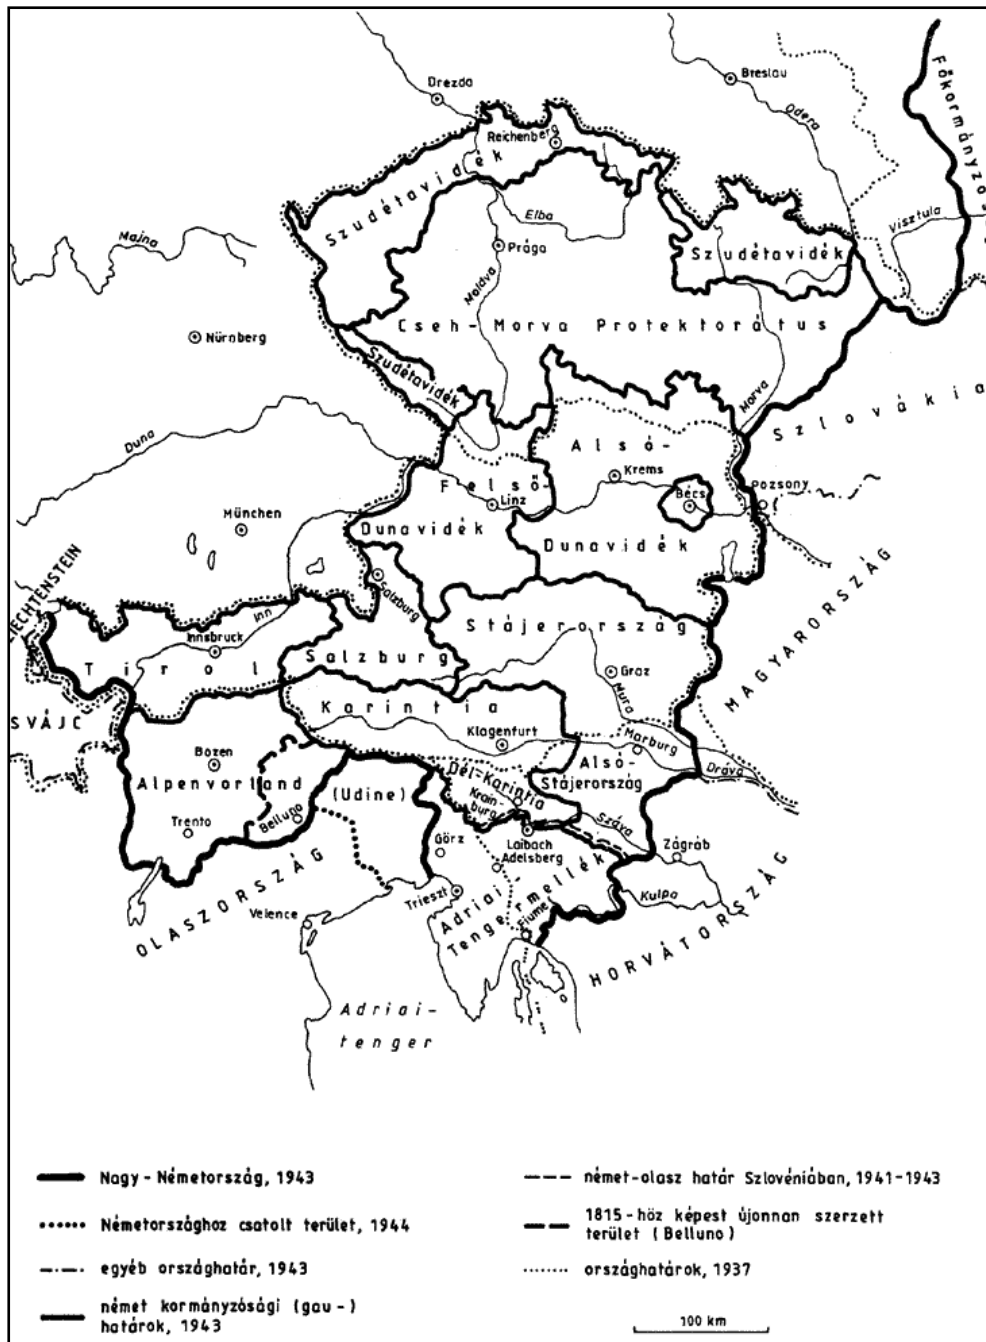 Drezda
Breslau
Odera
Főkormányzó
Reichenberg
Szudétavidék
Visztula
Elba
Majna
Prága
Moldva
Szudétavidék
Cseh-Morva Protektorátus
Nürnberg
Szudétavidék
Morva
Szlovákia
Duna
Alsó-
Felső-
Krems
Linz
Bécs
Pozsony
München
Dunavidék
Dunavidék
LIECHTENSTEIN
Salzburg
Inn
Innsbruck
Stájerország
MAGYARORSZÁG
Tirol
Salzburg
Graz
Mura
SVÁJC
Karintia
Klagenfurt
Marburg
Dráva
Bozen
Alpenvorland
Dél-Karintia
Alsó-
Stájerország
(Udine)
Krain-
burg
Trento
Belluno
Száva
Görz
Laibach
Adelsberg
Zágráb
OLASZORSZÁG
Velence
Trieszt
Adriai-
Tengermellék
Fiume
Kulpa
HORVÁTORSZÁG
Adriai-
tenger
Nagy-Németország, 1943
Németországhoz csatolt terület, 1944
egyéb országhatár, 1943
német kormányzósági (gau-)
határok, 1943
német-olasz határ Szlovéniában, 1941-1943
1815-höz képest újonnan szerzett
terület (Belluno)
országhatárok, 1937
100 km